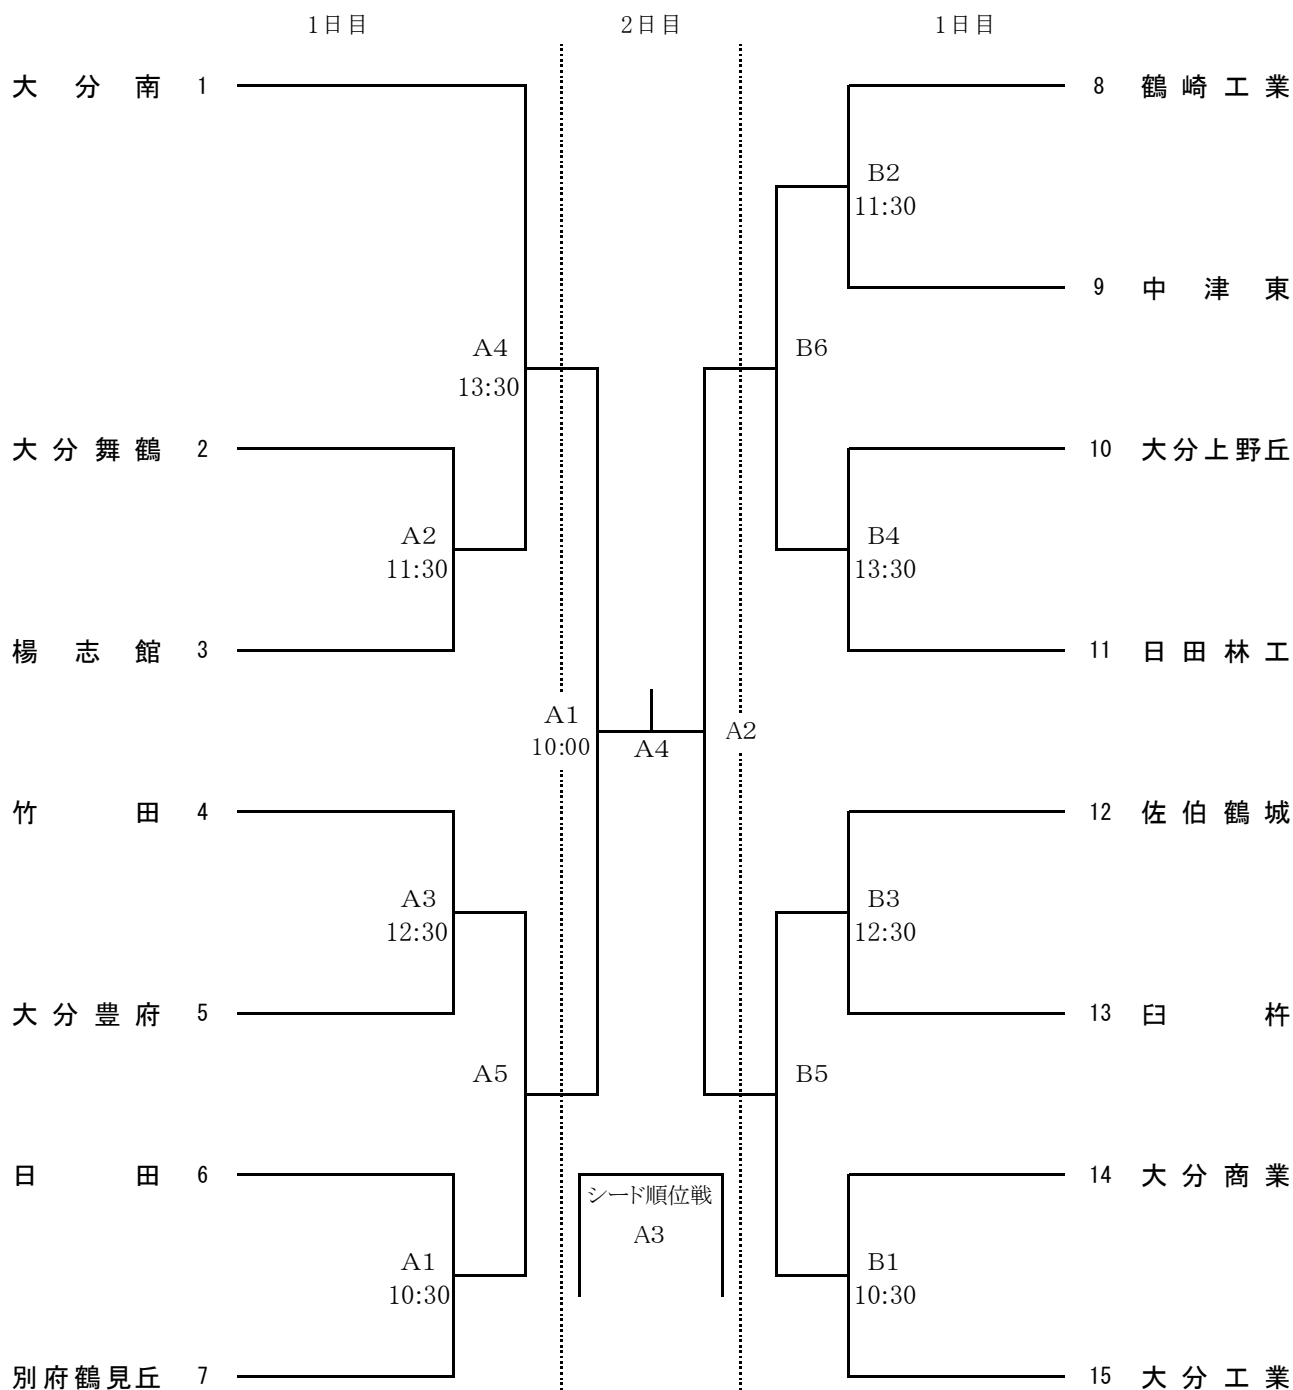 1日目 2日目 1日目
大分南 1 8 鶴崎工業
B2
11:30
9 中津東
A4 B6
13:30
大分舞鶴 2 10 大分上野丘
A2 B4
11:30 13:30
楊志館 3 11 日田林工
A1 A2
10:00 A4
竹田 4 12 佐伯鶴城
A3 B3
12:30 12:30
大分豊府 5 13 臼杵
A5 B5
日田 6 14 大分商業
シード順位戦
A3
A1 B1
10:30 10:30
別府鶴見丘 7 15 大分工業